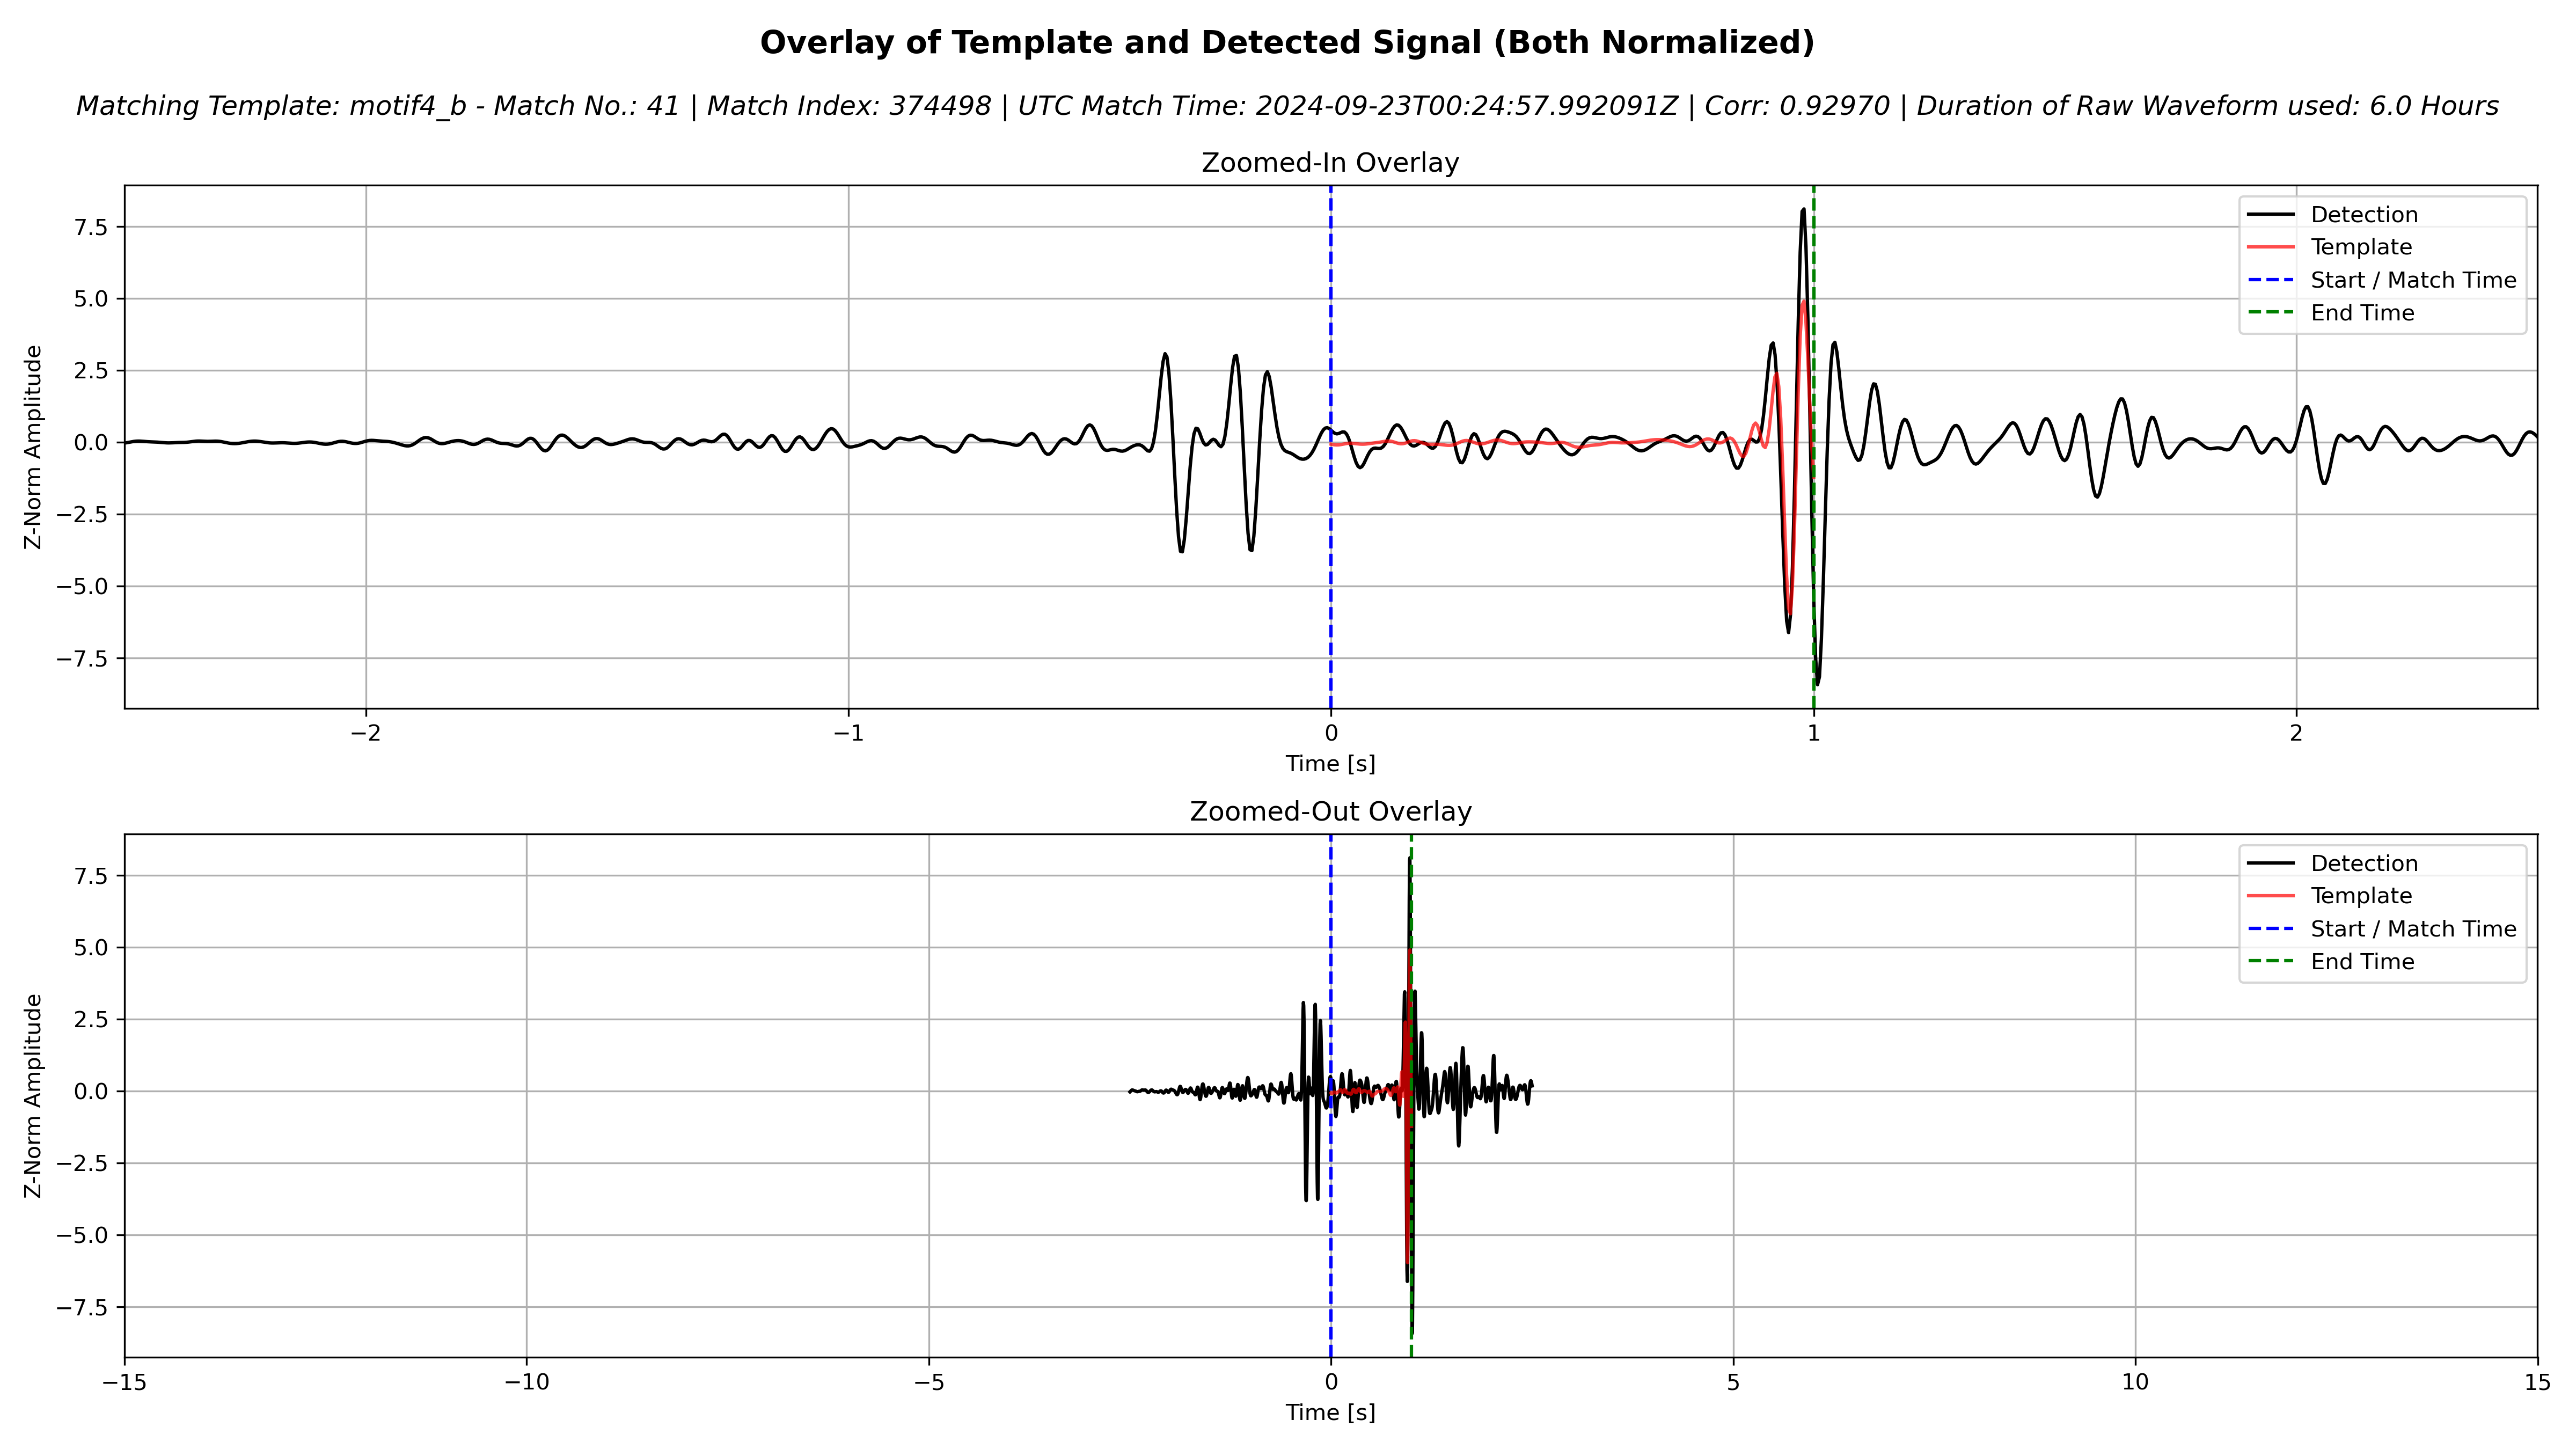 Overlay of Template and Detected Signal (Both Normalized)
Matching Template: motif4_b - Match No.: 41 | Match Index: 374498 | UTC Match Time: 2024-09-23T00:24:57.992091Z | Corr: 0.92970 | Duration of Raw Waveform used: 6.0 Hours
Zoomed-In Overlay
Z-Norm Amplitude
7.5
5.0
2.5
0.0
−2.5
−5.0
−7.5
Detection
Template
Start / Match Time
End Time
−2 −1 0 1 2
Time [s]
Zoomed-Out Overlay
Z-Norm Amplitude
7.5
5.0
2.5
0.0
−2.5
−5.0
−7.5
Detection
Template
Start / Match Time
End Time
−15 −10 −5 0 5 10 15
Time [s]